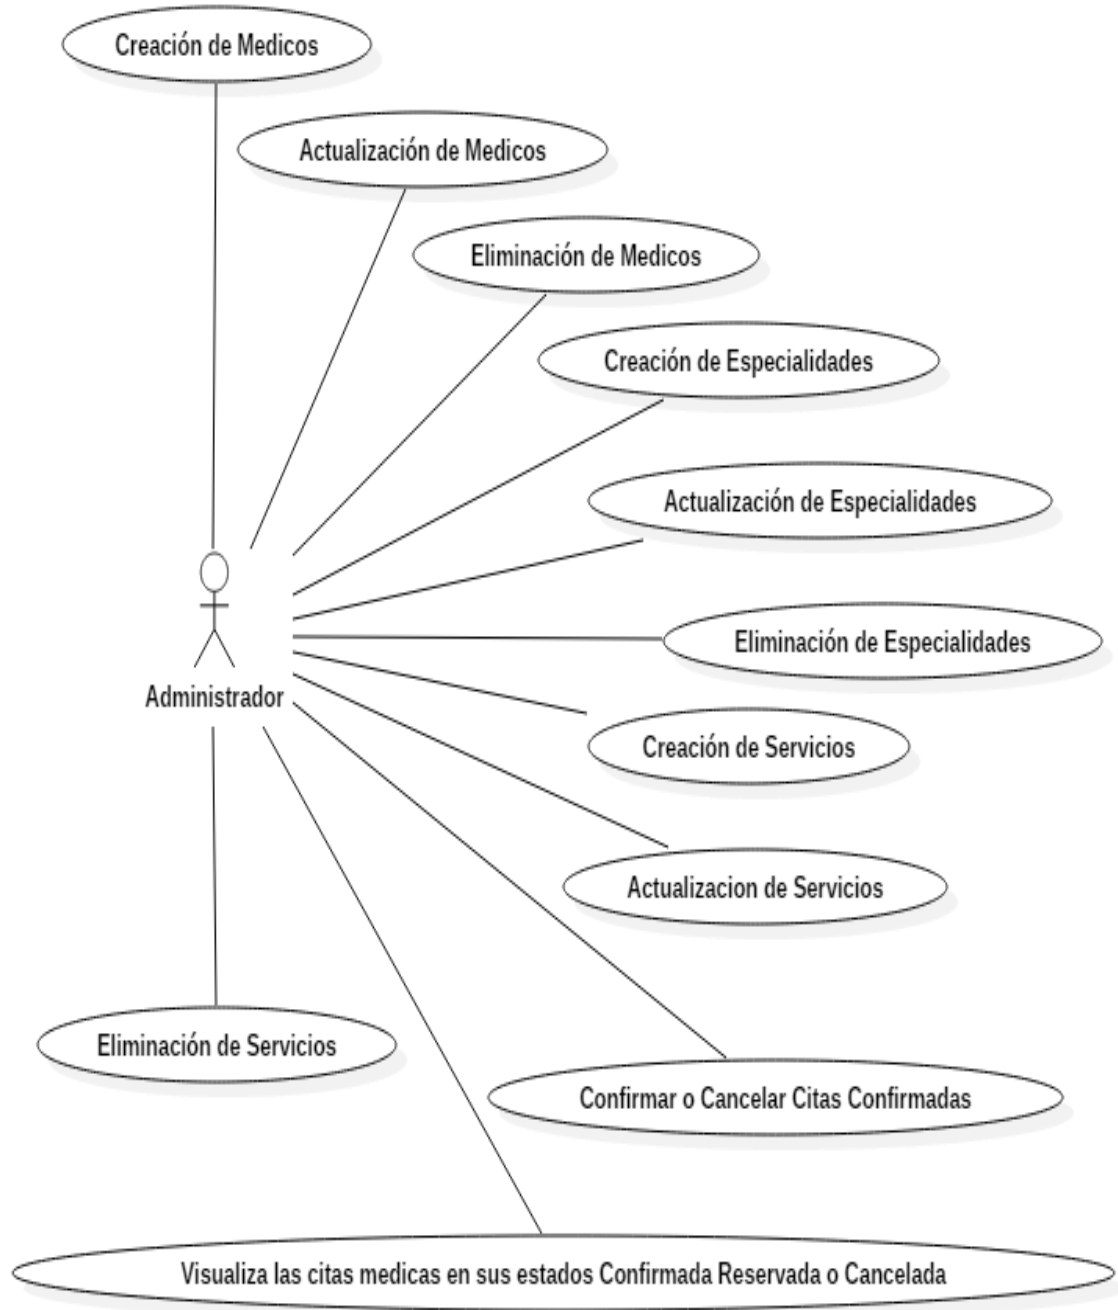 Creación de Medicos
Actualización de Medicos
Eliminación de Medicos
Creación de Especialidades
Actualización de Especialidades
Eliminación de Especialidades
Administrador
Creación de Servicios
Actualizacion de Servicios
Eliminación de Servicios
Confirmar o Cancelar Citas Confirmadas
Visualiza las citas medicas en sus estados Confirmada Reservada o Cancelada